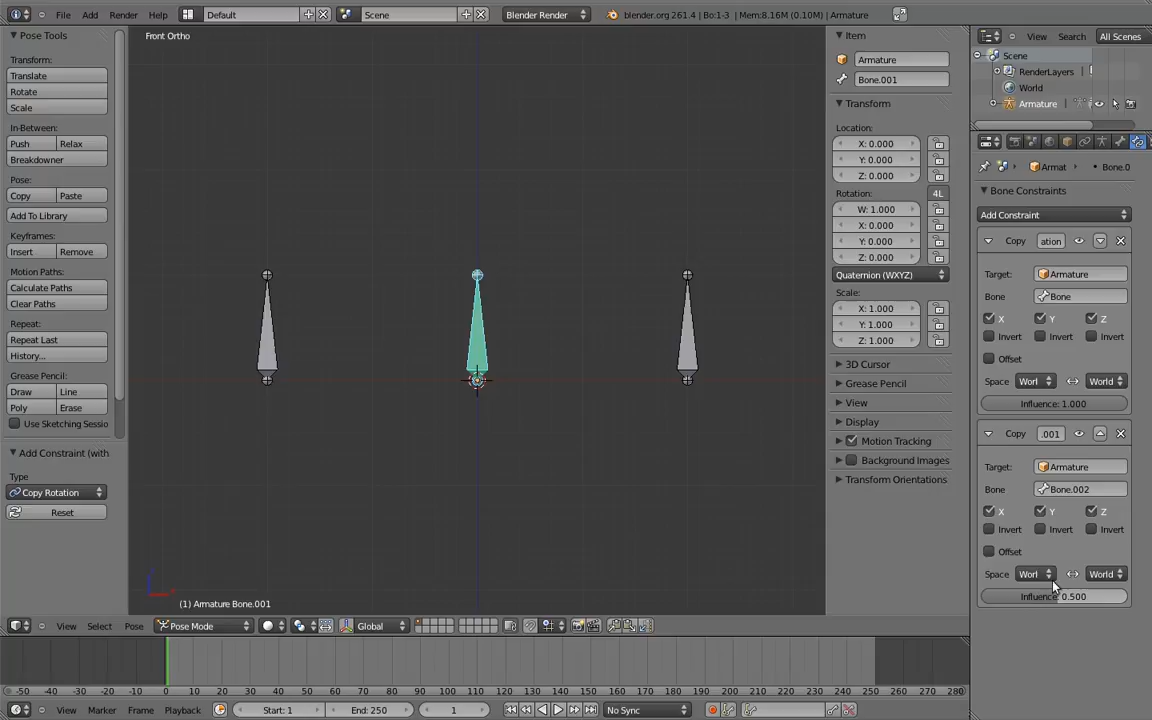 File Add Render Help Default Scene Blender Render blender.org 261.4 | Bo:1-3 | Mem:8.16M (0.10M) | Armature
Pose Tools
Transform:
Translate
Rotate
Scale
In-Between:
Push Relax
Breakdowner
Pose:
Copy Paste
Add To Library
Keyframes:
Insert Remove
Motion Paths:
Calculate Paths
Clear Paths
Repeat:
Repeat Last
History...
Grease Pencil:
Draw Line
Poly Erase
Use Sketching Sessio
Add Constraint (with
Type
Copy Rotation
Reset
Front Ortho
(1) Armature Bone.001
View Select Pose Pose Mode Global
Item
Armature
Bone.001
Transform
Location:
X: 0.000
Y: 0.000
Z: 0.000
Rotation: 4L
W: 1.000
X: 0.000
Y: 0.000
Z: 0.000
Quaternion (WXYZ)
Scale:
X: 1.000
Y: 1.000
Z: 1.000
3D Cursor
Grease Pencil
View
Display
Motion Tracking
Background Images
Transform Orientations
View Search All Scenes
Scene
RenderLayers
World
Armature
Armat Bone.0
Bone Constraints
Add Constraint
Copy ation
Target: Armature
Bone Bone
X Y Z
Invert Invert Invert
Offset
Space Worl World
Influence: 1.000
Copy .001
Target: Armature
Bone Bone.002
X Y Z
Invert Invert Invert
Offset
Space Worl World
Influence: 0.500
-50 -40 -30 -20 -10 0 10 20 30 40 50 60 70 80 90 100 110 120 130 140 150 160 170 180 190 200 210 220 230 240 250 260 270 280
View Marker Frame Playback Start: 1 End: 250 1 No Sync